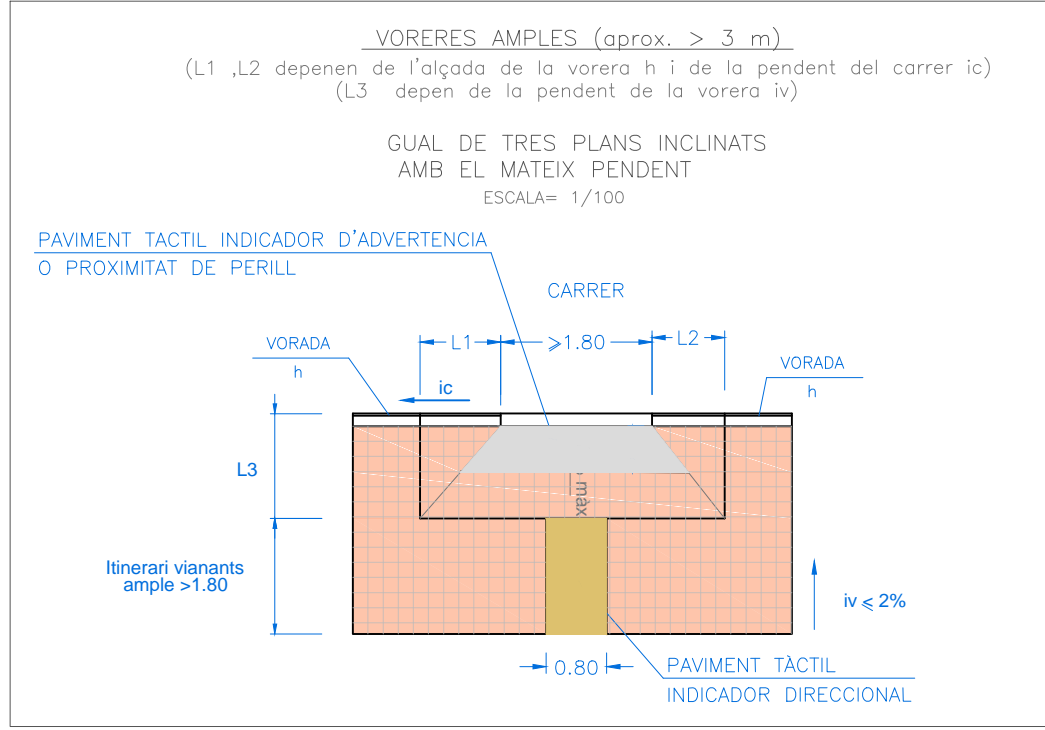 VORERES AMPLES (aprox. > 3 m)
(L1 ,L2 depenen de l'alçada de la vorera h i de la pendent del carrer ic)
(L3 depen de la pendent de la vorera iv)
GUAL DE TRES PLANS INCLINATS
AMB EL MATEIX PENDENT
ESCALA= 1/100
PAVIMENT TACTIL INDICADOR D'ADVERTENCIA
O PROXIMITAT DE PERILL
CARRER
VORADA
h
L1
⩾1.80
L2
VORADA
h
ic
L3
màx
Itinerari vianants
ample >1.80
iv ⩽ 2%
0.80
PAVIMENT TÀCTIL
INDICADOR DIRECCIONAL